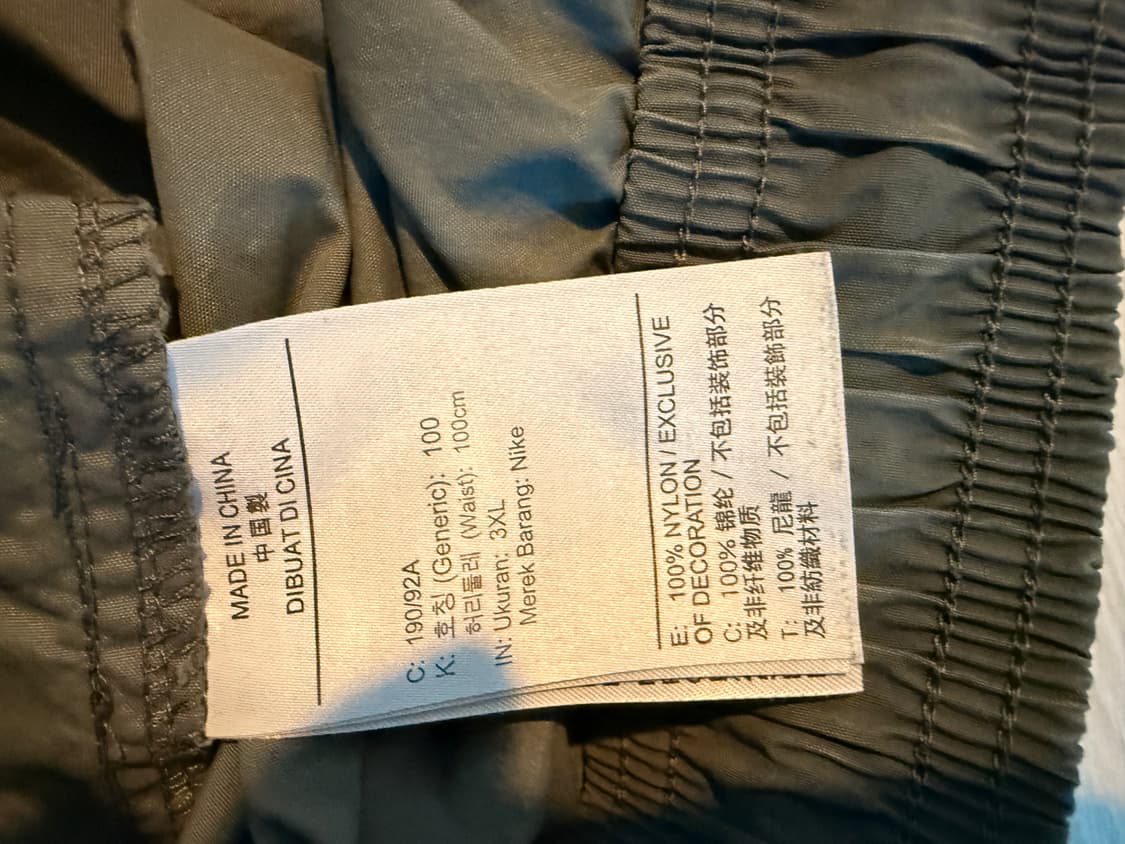 MADE IN CHINA
中国製
DIBUAT DI CINA
C: 190/92A
K: 호칭 (Generic): 100
허리둘레 (Waist): 100cm
IN: Ukuran: 3XL
Merek Barang: Nike
E: 100% NYLON / EXCLUSIVE
OF DECORATION
C: 100% 锦纶 / 不包括装饰部分
及非纤维物质
T: 100% 尼龍 / 不包括裝飾部分
及非紡織材料